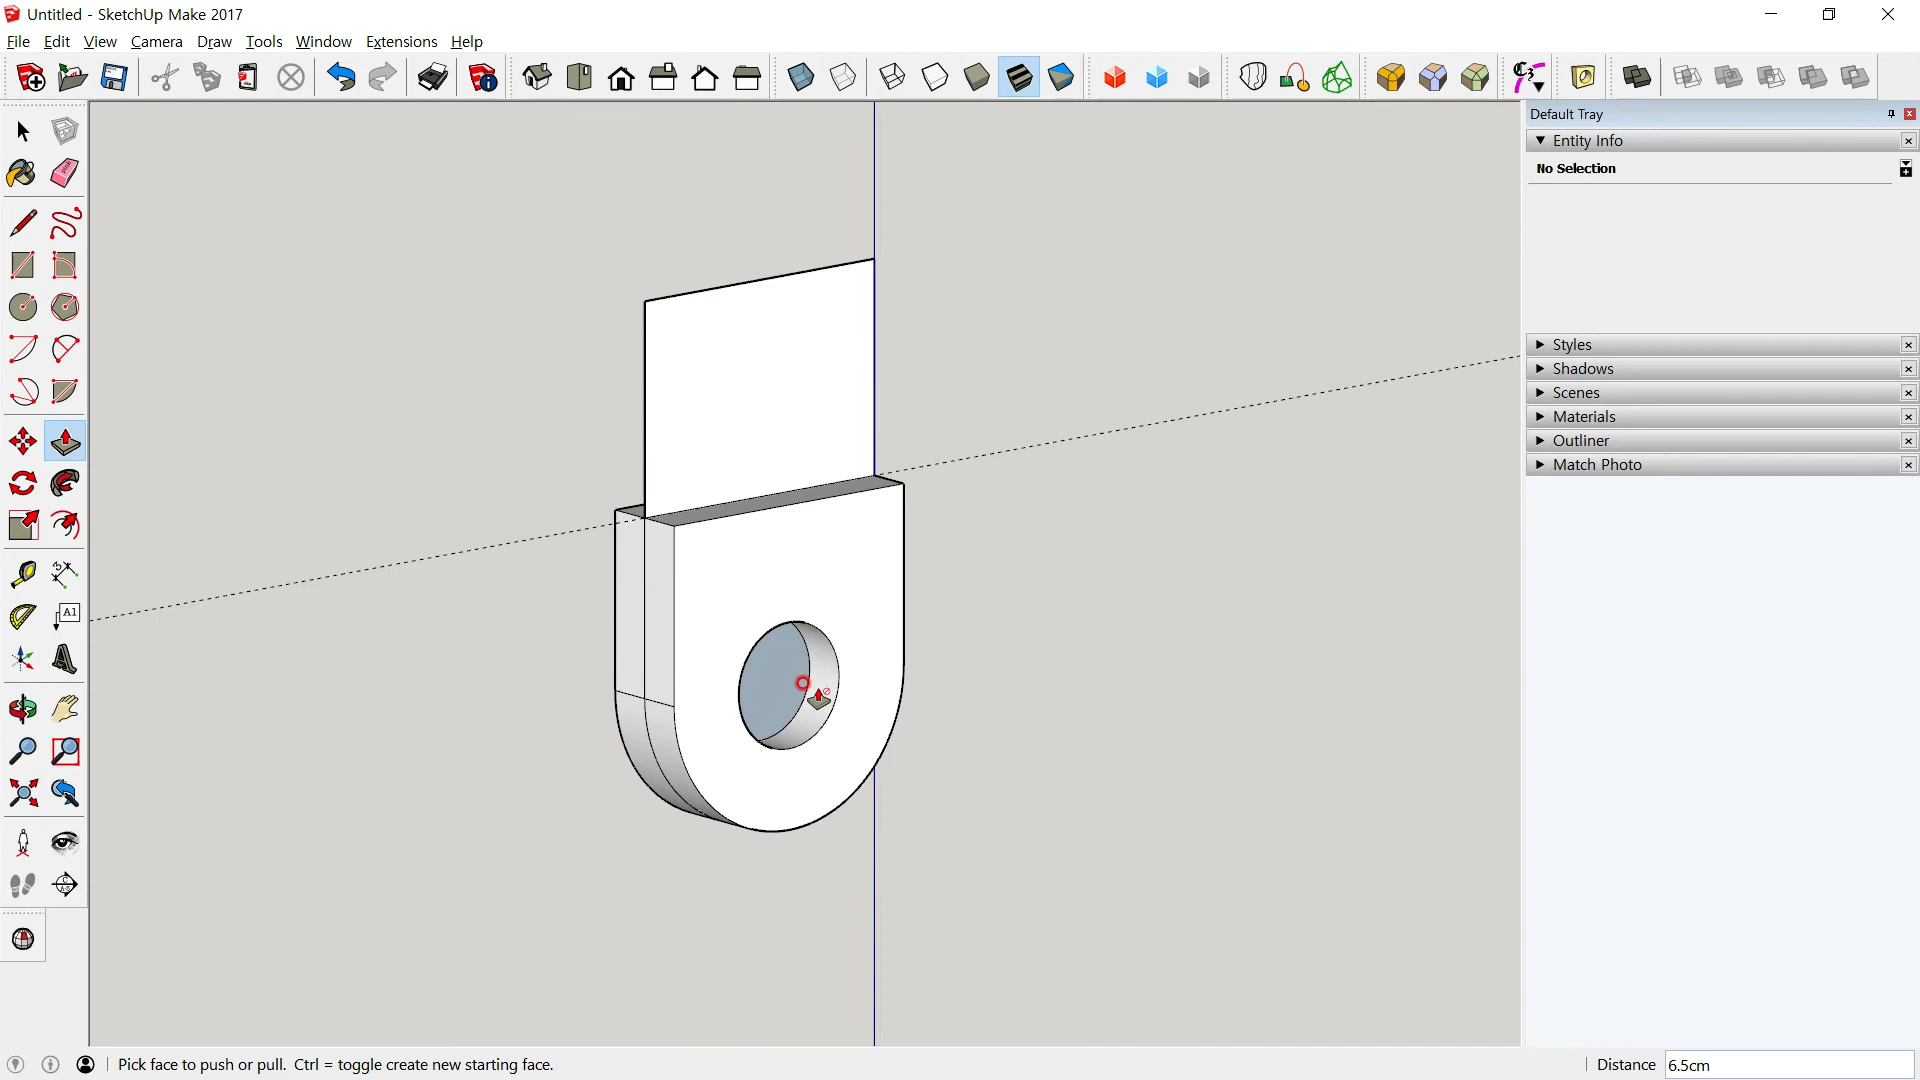 Untitled - SketchUp Make 2017
File Edit View Camera Draw Tools Window Extensions Help
Default Tray
Entity Info
No Selection
Styles
Shadows
Scenes
Materials
Outliner
Match Photo
A1
Pick face to push or pull. Ctrl = toggle create new starting face.
Distance 6.5cm